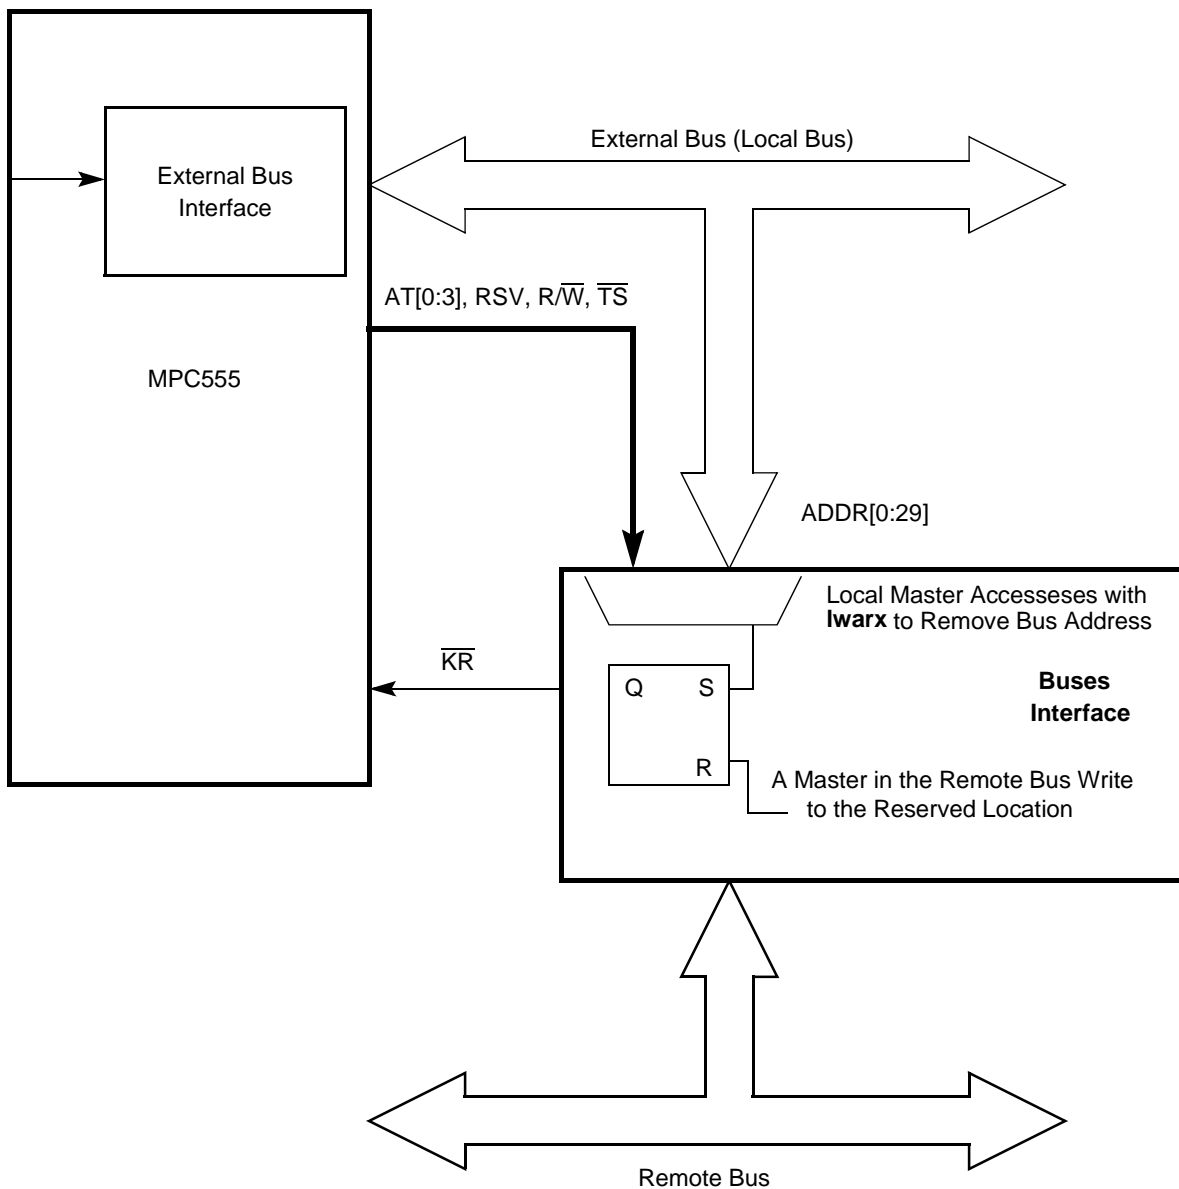 External Bus (Local Bus)
External Bus
Interface
AT[0:3], RSV, R/W̅, T̅S̅
MPC555
ADDR[0:29]
Local Master Accesseses with
lwarx to Remove Bus Address
K̅R̅
Q
S
Buses
Interface
R
A Master in the Remote Bus Write
to the Reserved Location
Remote Bus